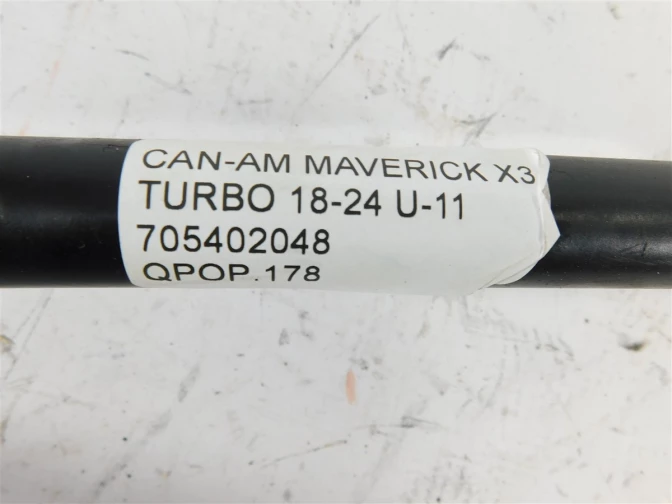 CAN-AM MAVERICK X3
TURBO 18-24 U-11
705402048
QPOP.178